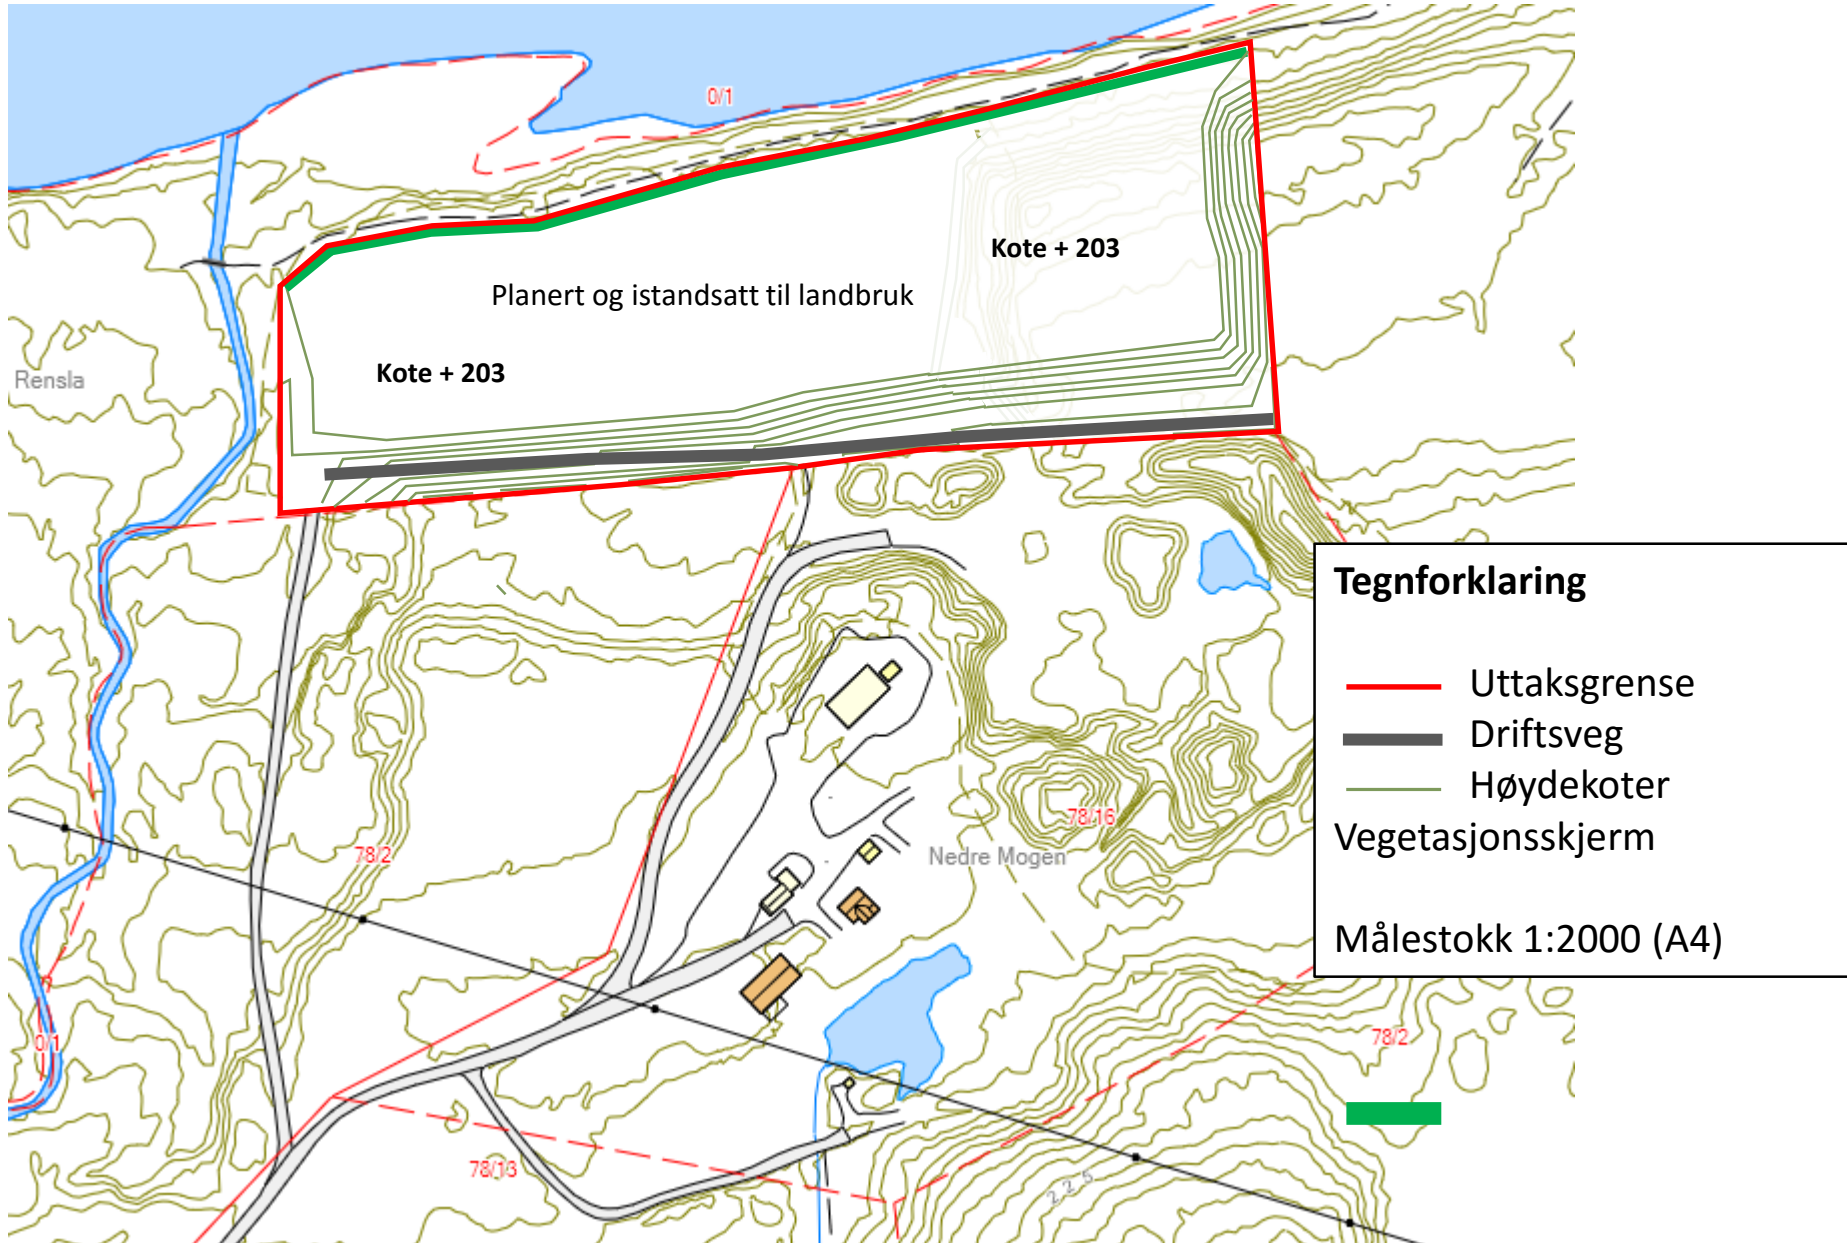 0/1
Kote + 203
Planert og istandsatt til landbruk
Kote + 203
Rensla
Tegnforklaring
Uttaksgrense
Driftsveg
Høydekoter
Vegetasjonsskjerm
Målestokk 1:2000 (A4)
78/16
78/2
Nedre Mogen
0/1
78/2
78/13
225